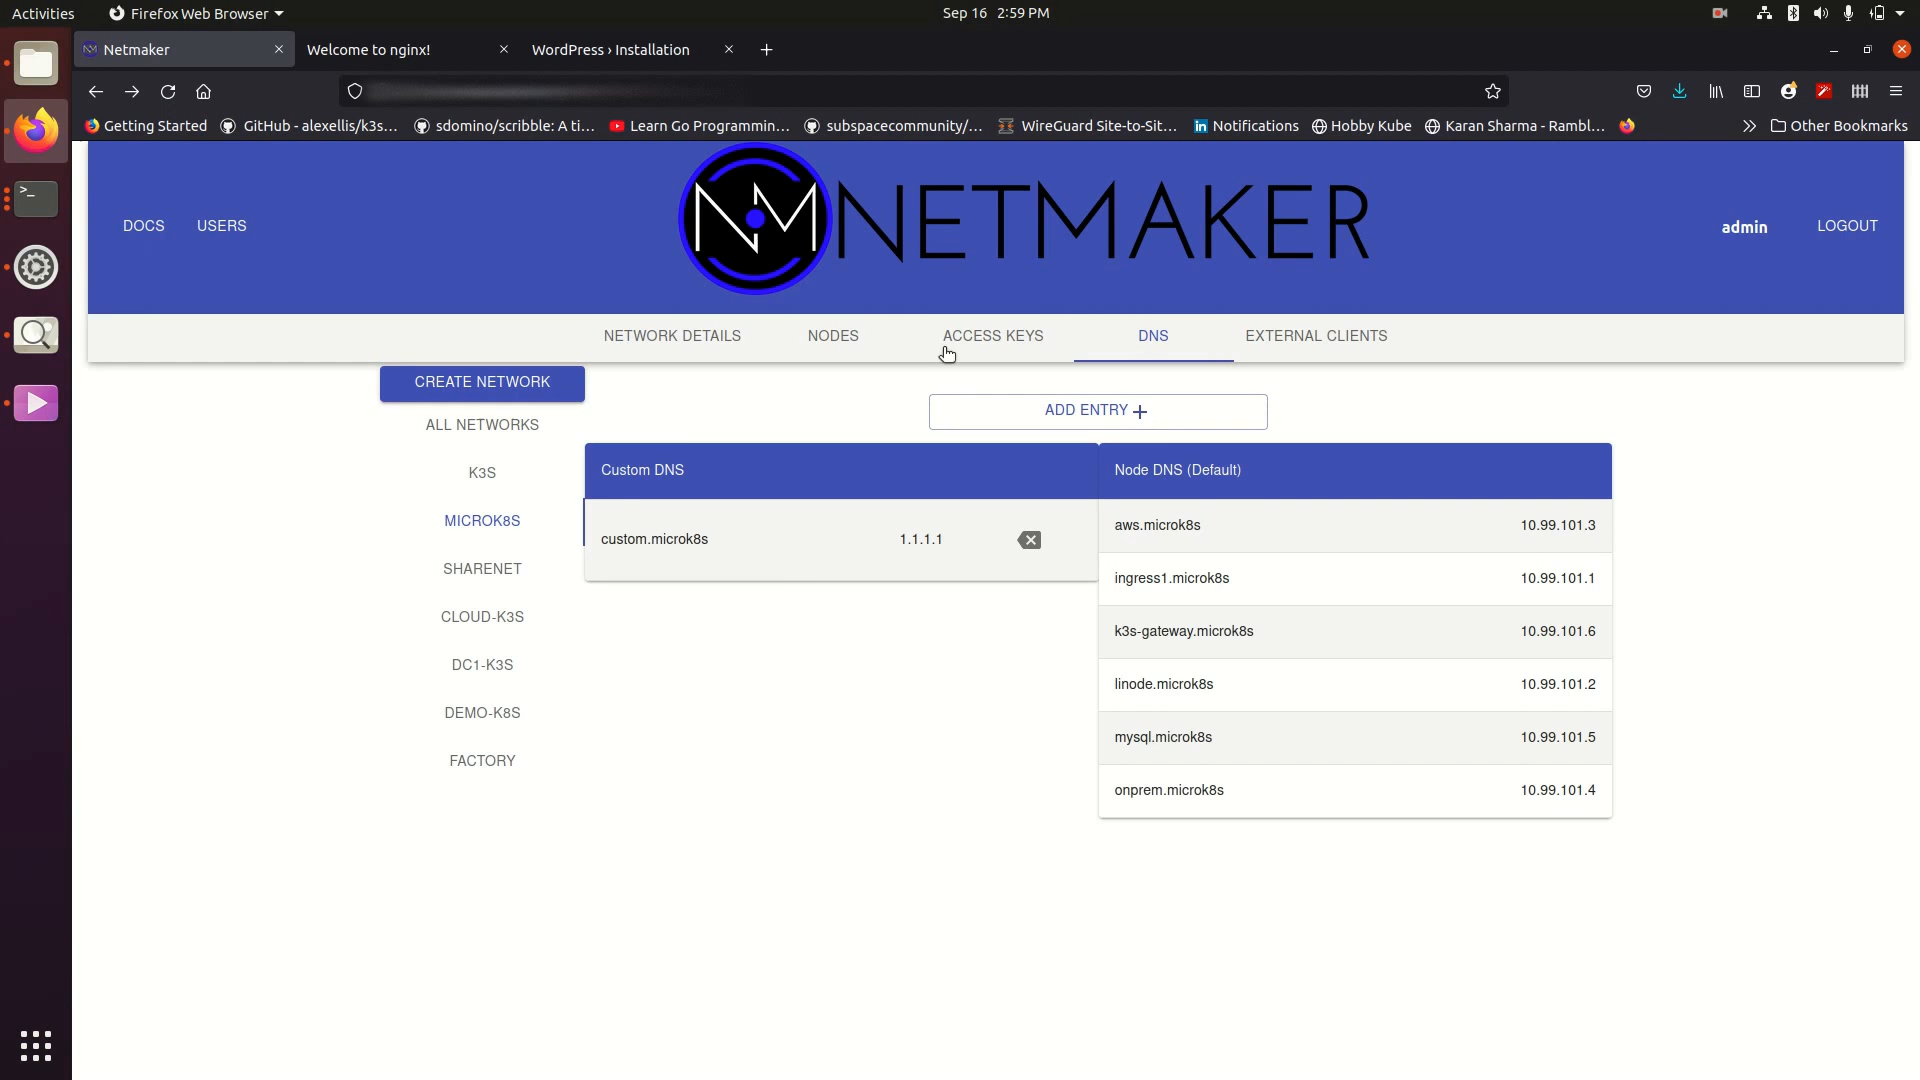 Activities Firefox Web Browser Sep 16 2:59 PM
Netmaker Welcome to nginx! WordPress › Installation
Getting Started GitHub - alexellis/k3s... sdomino/scribble: A ti... Learn Go Programmin... subspacecommunity/... WireGuard Site-to-Sit... Notifications Hobby Kube Karan Sharma - Rambl... Other Bookmarks
DOCS USERS NM NETMAKER admin LOGOUT
NETWORK DETAILS NODES ACCESS KEYS DNS EXTERNAL CLIENTS
CREATE NETWORK
ALL NETWORKS
K3S
MICROK8S
SHARENET
CLOUD-K3S
DC1-K3S
DEMO-K8S
FACTORY
ADD ENTRY +
Custom DNS
custom.microk8s 1.1.1.1
Node DNS (Default)
aws.microk8s 10.99.101.3
ingress1.microk8s 10.99.101.1
k3s-gateway.microk8s 10.99.101.6
linode.microk8s 10.99.101.2
mysql.microk8s 10.99.101.5
onprem.microk8s 10.99.101.4